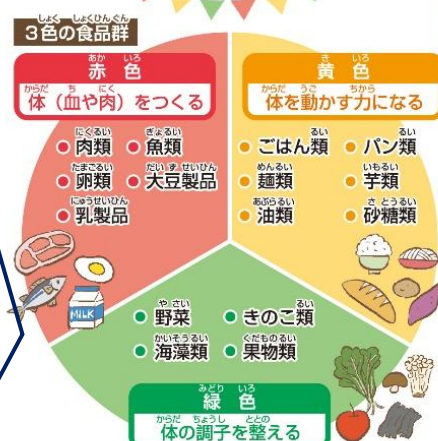 3色の食品群
赤色
体（血や肉）をつくる
● 肉類 ● 魚類
● 卵類 ● 大豆製品
● 乳製品
黄色
体を動かす力になる
● ごはん類 ● パン類
● 麺類 ● 芋類
● 油類 ● 砂糖類
MILK
● 野菜 ● きのこ類
● 海藻類 ● 果物類
緑色
体の調子を整える